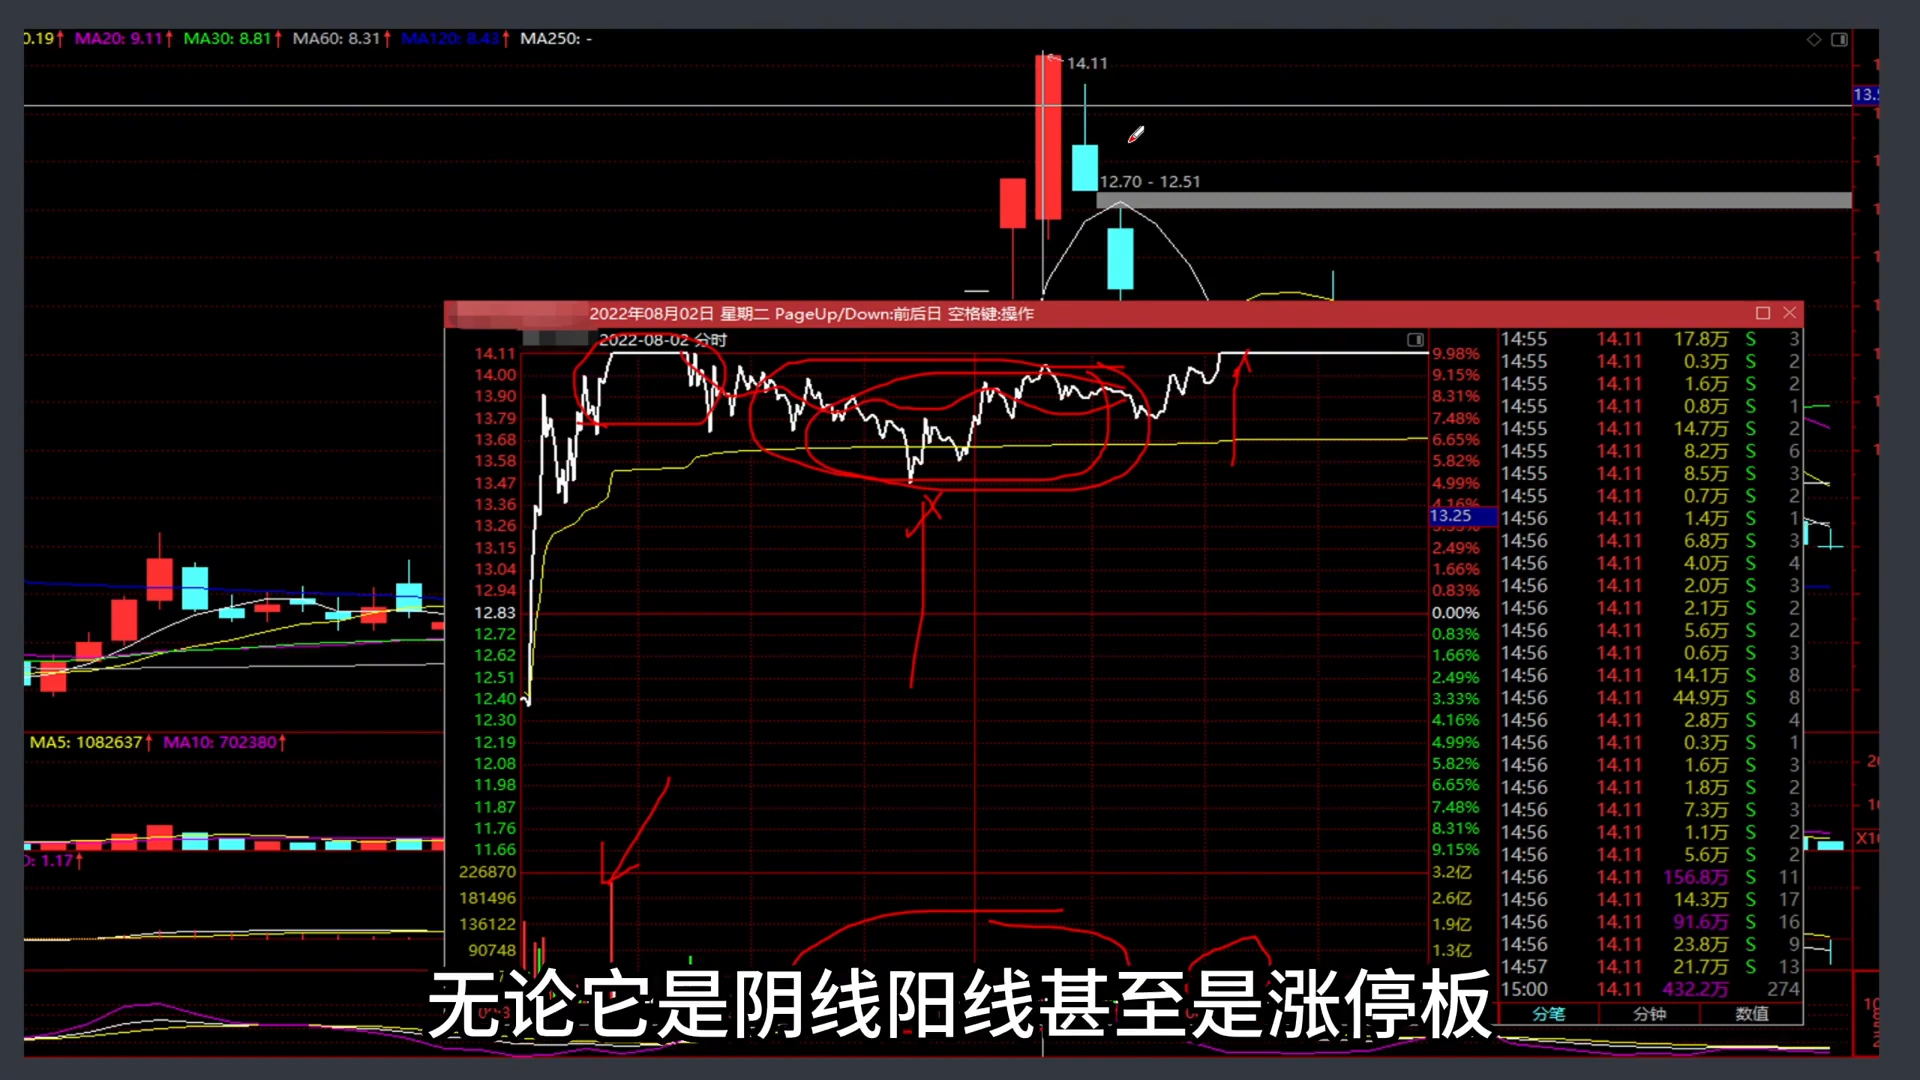 0.19↑ MA20: 9.11↑ MA30: 8.81↑ MA60: 8.31↑ MA120: 8.43↑ MA250: -
14.11
13.
12.70 - 12.51
2022年08月02日 星期二 PageUp/Down:前后日 空格键:操作
2022-08-02 分时
14.11 9.98%
14.00 9.15%
13.90 8.31%
13.79 7.48%
13.68 6.65%
13.58 5.82%
13.47 4.99%
13.36 4.16%
13.25
13.26
13.15 2.49%
13.04 1.66%
12.94 0.83%
12.83 0.00%
12.72 0.83%
12.62 1.66%
12.51 2.49%
12.40 3.33%
12.30 4.16%
12.19 4.99%
12.08 5.82%
11.98 6.65%
11.87 7.48%
11.76 8.31%
11.66 9.15%
226870 3.2亿
181496 2.6亿
136122 1.9亿
90748 1.3亿
14:55 14.11 17.8万 S 3
14:55 14.11 0.3万 S 2
14:55 14.11 1.6万 S 2
14:55 14.11 0.8万 S 1
14:55 14.11 14.7万 S 2
14:55 14.11 8.2万 S 6
14:55 14.11 8.5万 S 3
14:55 14.11 0.7万 S 2
14:56 14.11 1.4万 S 1
14:56 14.11 6.8万 S 3
14:56 14.11 4.0万 S 4
14:56 14.11 2.0万 S 3
14:56 14.11 2.1万 S 2
14:56 14.11 5.6万 S 2
14:56 14.11 0.6万 S 3
14:56 14.11 14.1万 S 8
14:56 14.11 44.9万 S 8
14:56 14.11 2.8万 S 4
14:56 14.11 0.3万 S 1
14:56 14.11 1.6万 S 3
14:56 14.11 1.8万 S 2
14:56 14.11 7.3万 S 3
14:56 14.11 1.1万 S 2
14:56 14.11 5.6万 S 2
14:56 14.11 156.8万 S 11
14:56 14.11 14.3万 S 17
14:56 14.11 91.6万 S 16
14:56 14.11 23.8万 S 9
14:57 14.11 21.7万 S 13
15:00 14.11 432.2万 274
分笔 分钟 数值
MA5: 1082637↑ MA10: 702380↑
X10
: 1.17↑
无论它是阴线阳线甚至是涨停板